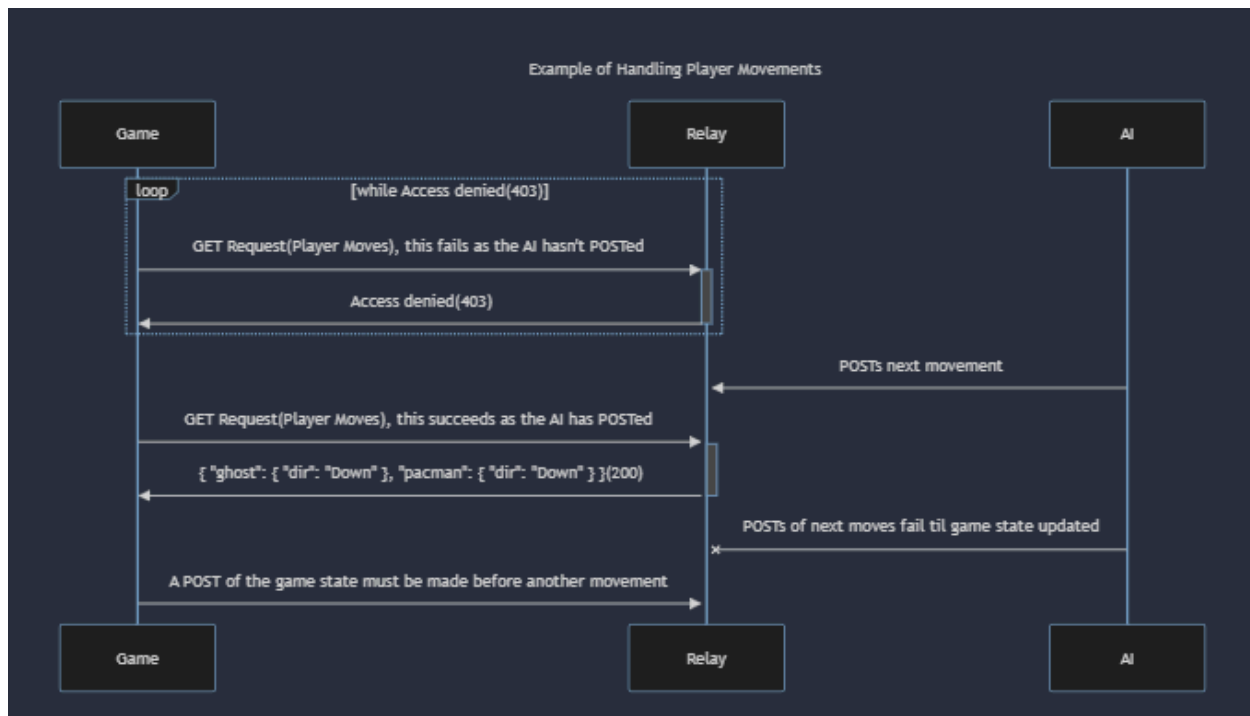 Example of Handling Player Movements
Game
Relay
AI
loop
[while Access denied(403)]
GET Request(Player Moves), this fails as the AI hasn't POSTed
Access denied(403)
POSTs next movement
GET Request(Player Moves), this succeeds as the AI has POSTed
{ "ghost": { "dir": "Down" }, "pacman": { "dir": "Down" } }(200)
POSTs of next moves fail til game state updated
A POST of the game state must be made before another movement
Game
Relay
AI